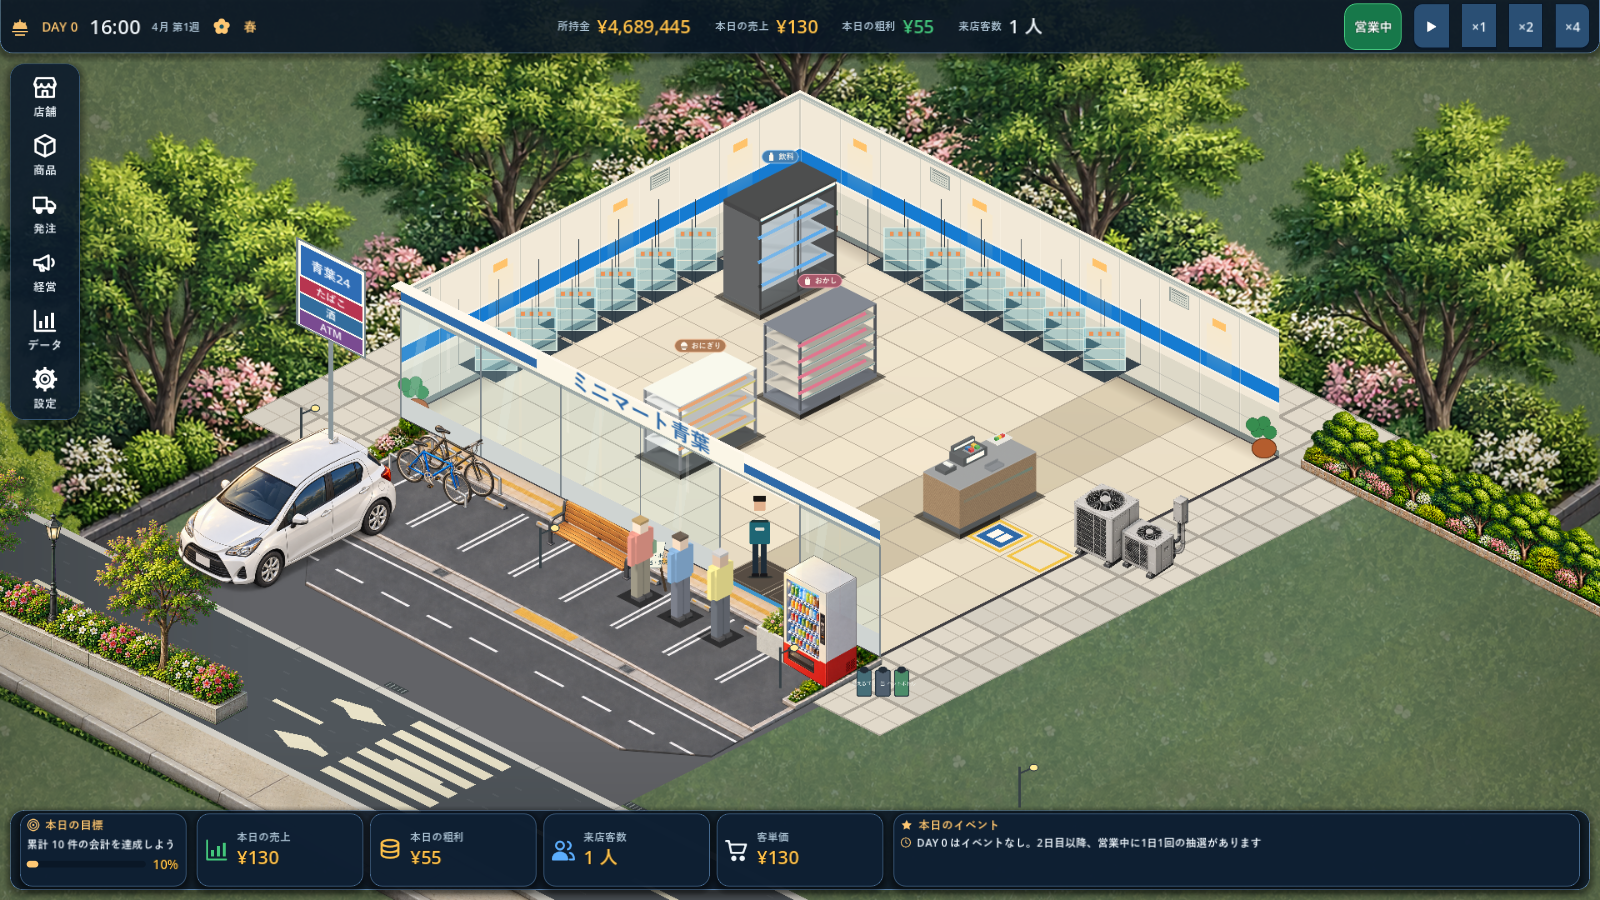 DAY 0 16:00 4月 第1週 春
所持金 ¥4,689,445 本日の売上 ¥130 本日の粗利 ¥55 来店客数 1 人
営業中 ×1 ×2 ×4
店舗
商品
発注
経営
データ
設定
飲料
おかし
おにぎり
青葉24
たばこ
酒
ATM
ミニマート青葉
本日の目標
累計 10 件の会計を達成しよう
10%
本日の売上
¥130
本日の粗利
¥55
来店客数
1 人
客単価
¥130
本日のイベント
DAY 0 はイベントなし。2日目以降、営業中に1日1回の抽選があります